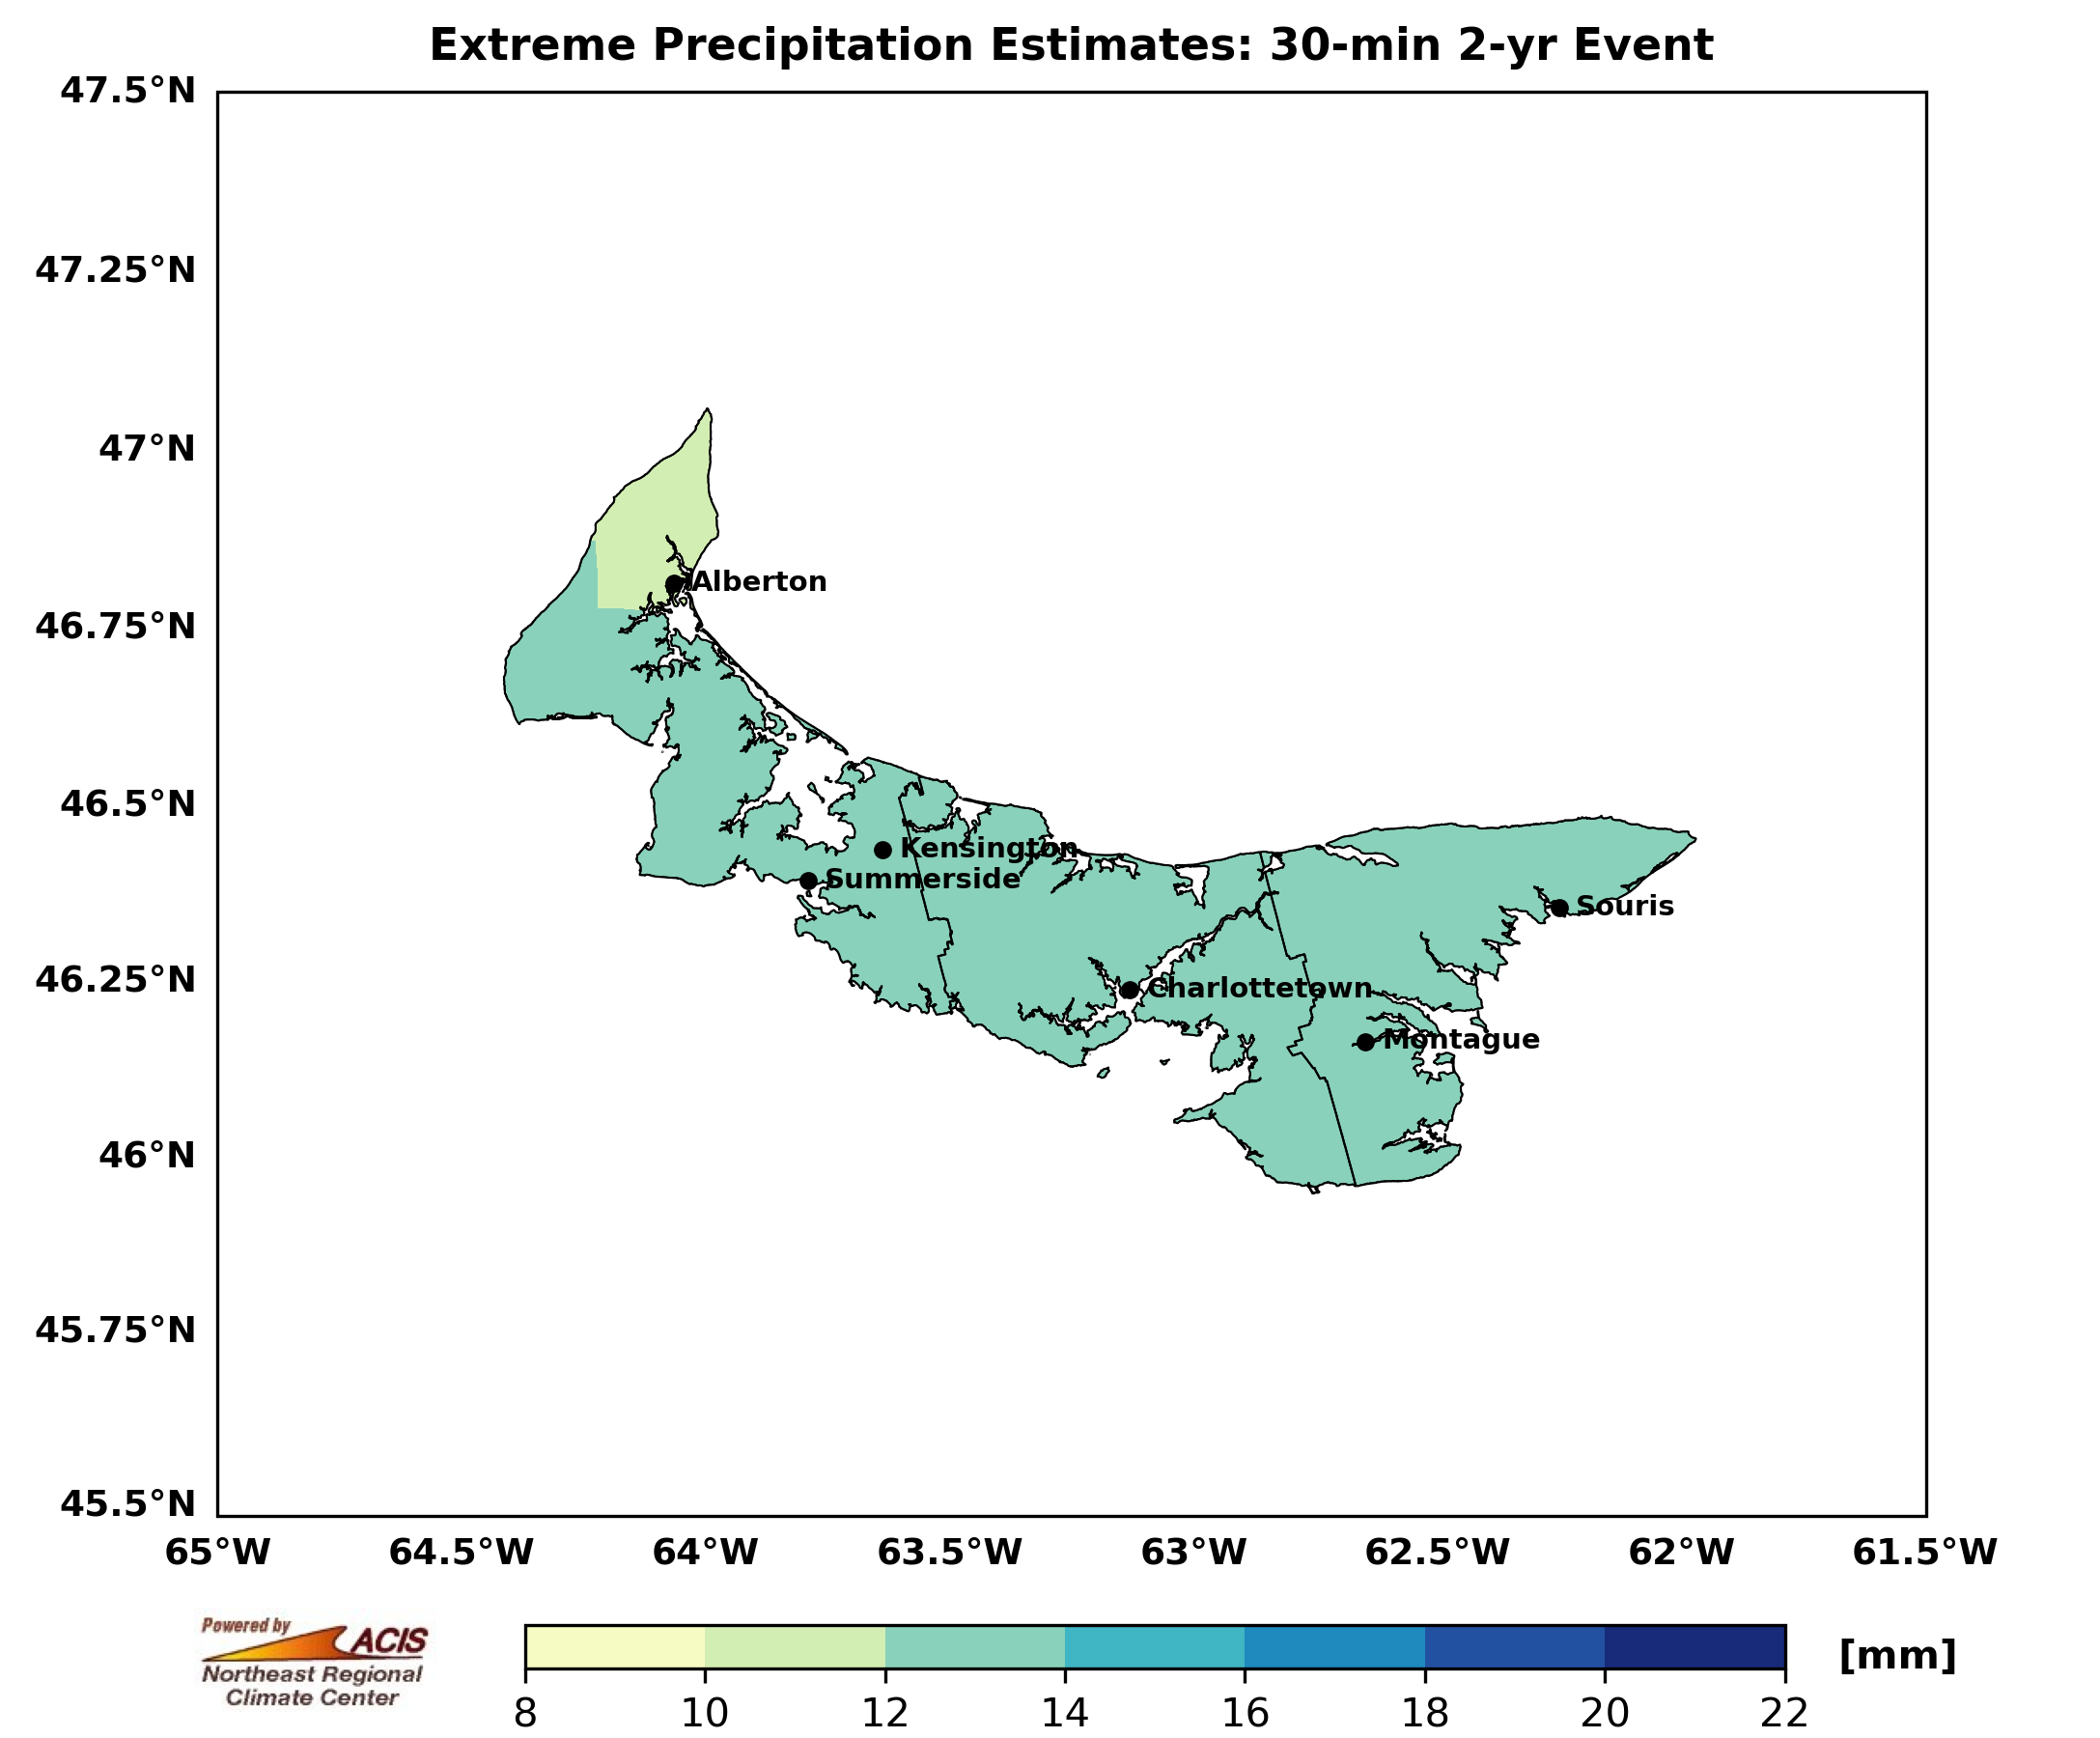 Extreme Precipitation Estimates: 30-min 2-yr Event
47.5°N
47.25°N
47°N
46.75°N
46.5°N
46.25°N
46°N
45.75°N
45.5°N
Alberton
Kensington
Summerside
Souris
Charlottetown
Montague
65°W 64.5°W 64°W 63.5°W 63°W 62.5°W 62°W 61.5°W
Powered by
ACIS
Northeast Regional
Climate Center
[mm]
8 10 12 14 16 18 20 22